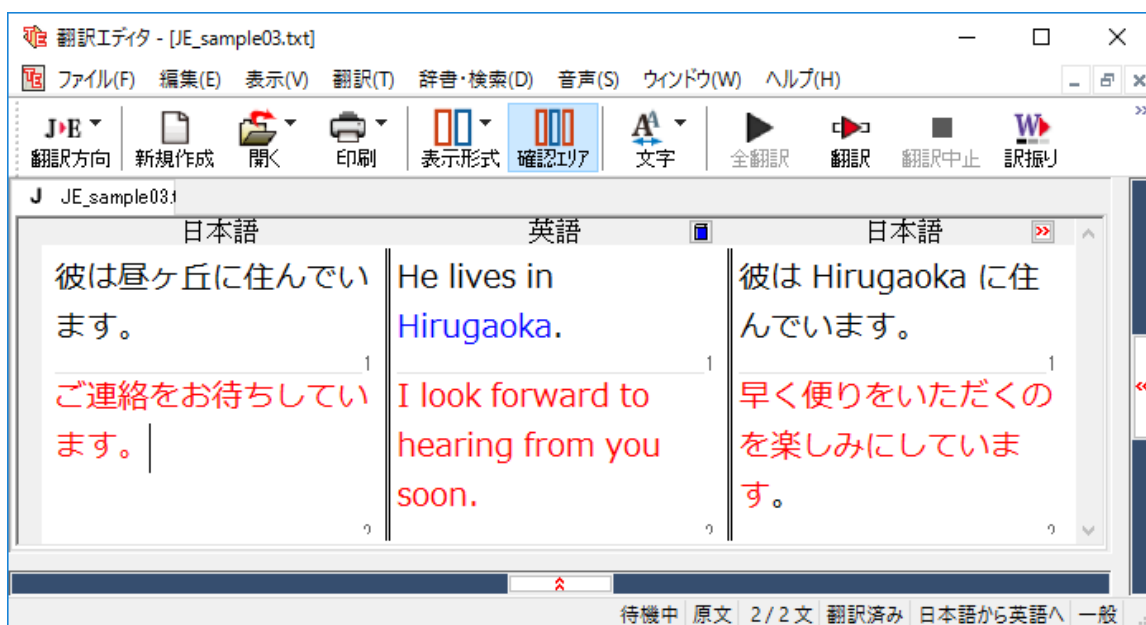 翻訳エディタ - [JE_sample03.txt]
ファイル(F) 編集(E) 表示(V) 翻訳(T) 辞書・検索(D) 音声(S) ウィンドウ(W) ヘルプ(H)
J▸E
翻訳方向 新規作成 開く 印刷 表示形式 確認エリア 文字 全翻訳 翻訳 翻訳中止 訳振り
J JE_sample03.t
日本語 英語 日本語
彼は昼ヶ丘に住んでい
ます。
1
ご連絡をお待ちしてい
ます。
2
He lives in
Hirugaoka.
1
I look forward to
hearing from you
soon.
2
彼は Hirugaoka に住
んでいます。
1
早く便りをいただくの
を楽しみにしていま
す。
2
待機中 原文 2/2文 翻訳済み 日本語から英語へ 一般